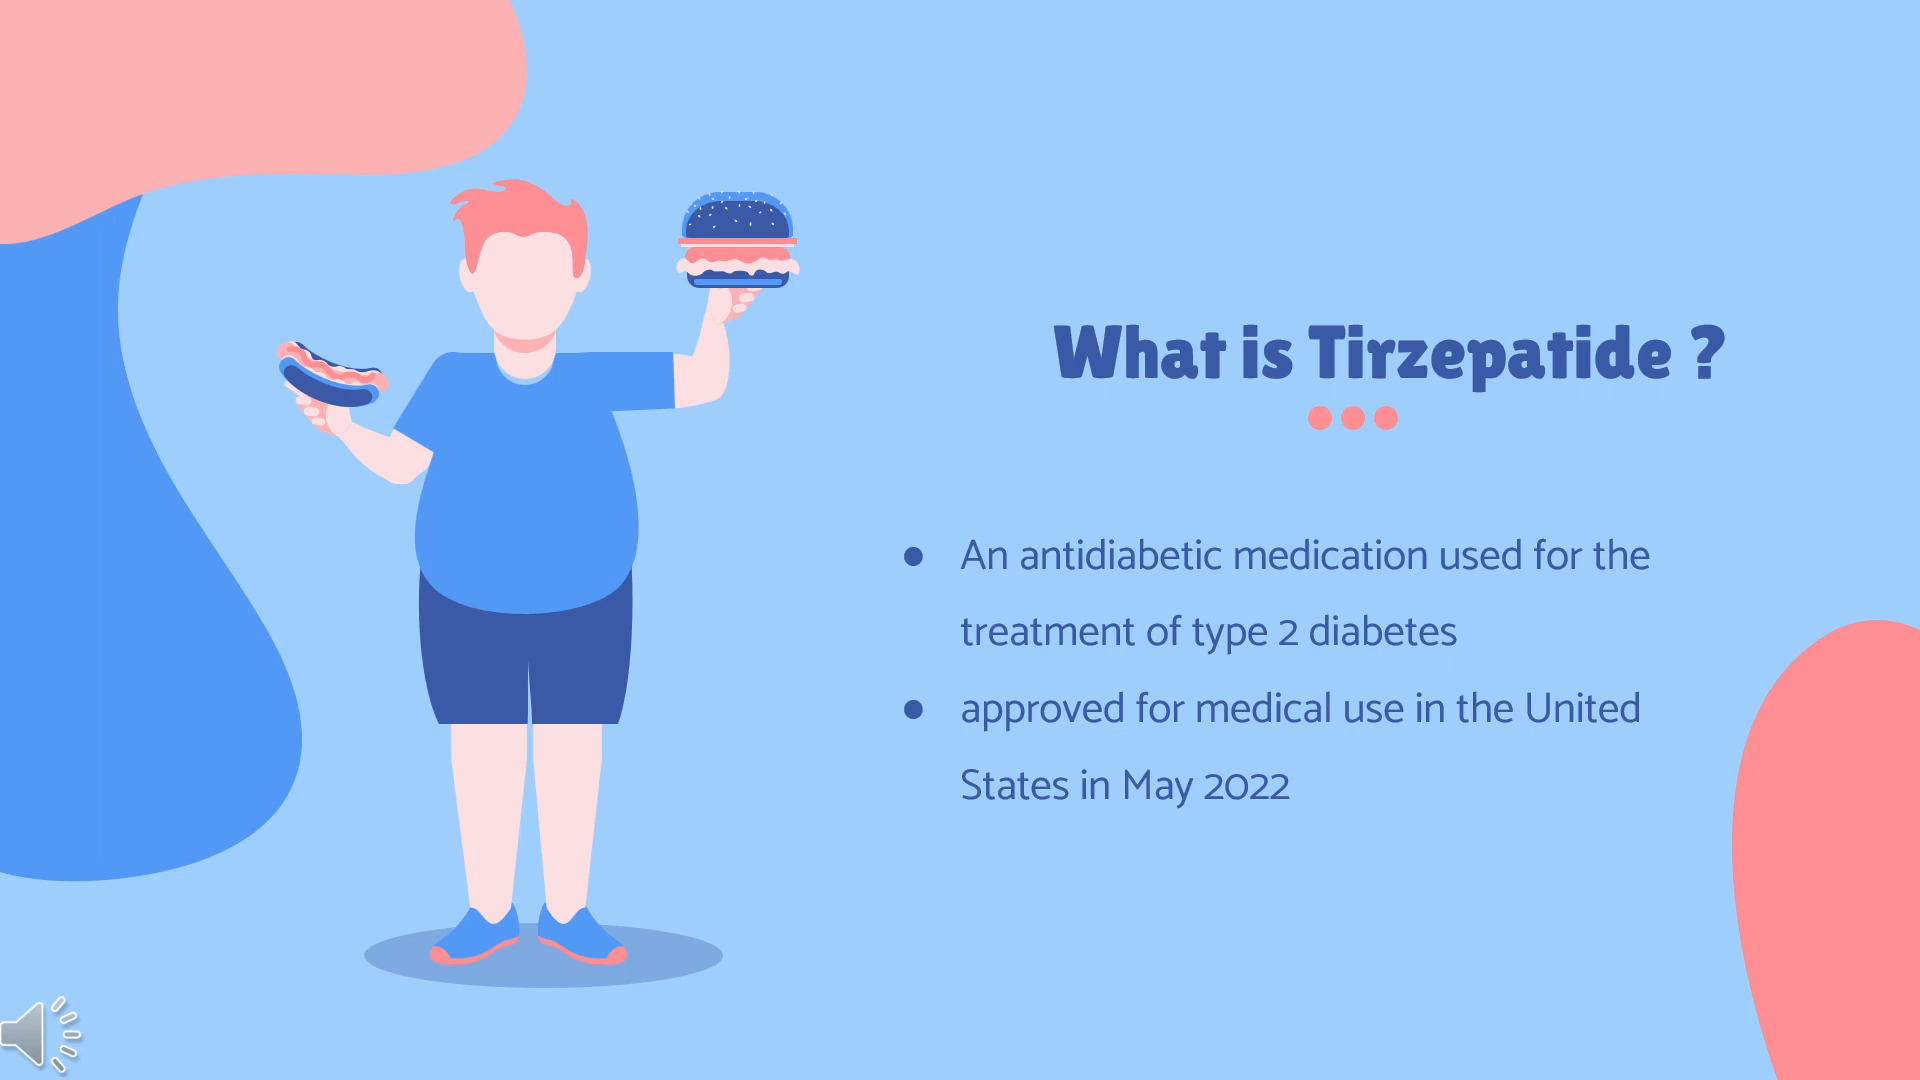 What is Tirzepatide ?
● An antidiabetic medication used for the
treatment of type 2 diabetes
● approved for medical use in the United
States in May 2022